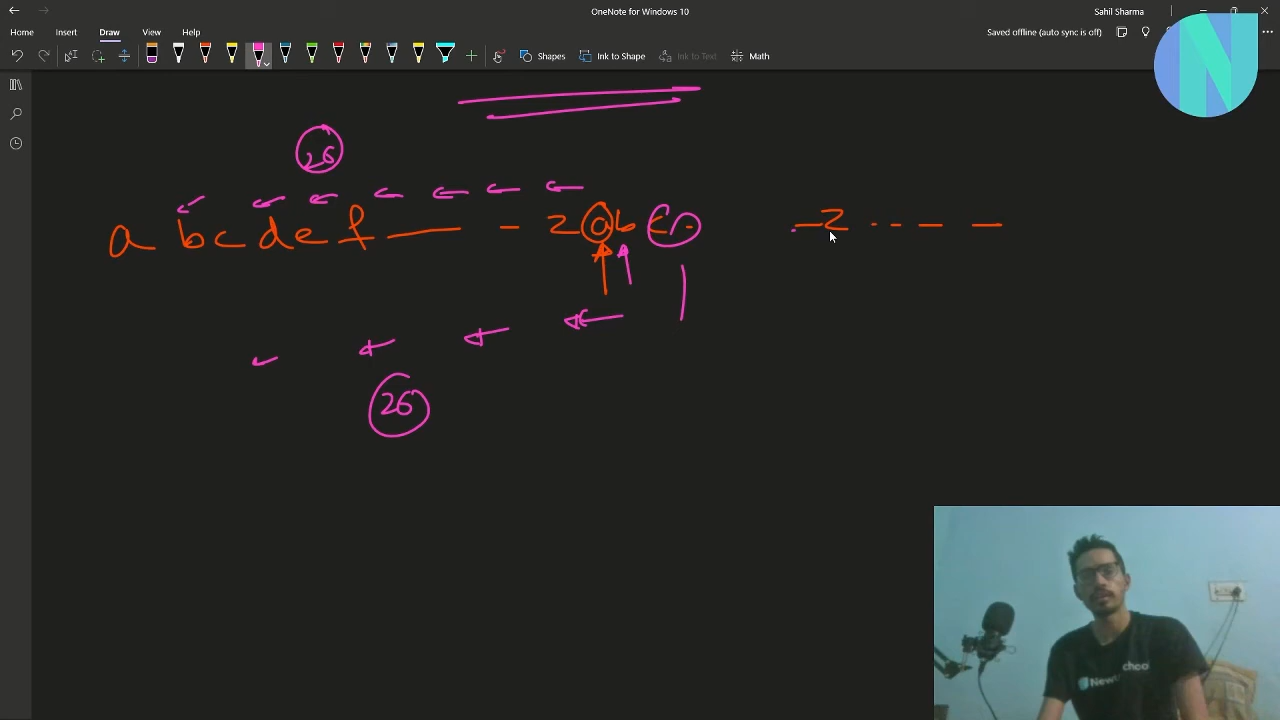 OneNote for Windows 10
Sahil Sharma
Home Insert Draw View Help
Saved offline (auto sync is off)
Shapes Ink to Shape Ink to Text Math
26
a b c d e f z a b c z
26
Newton